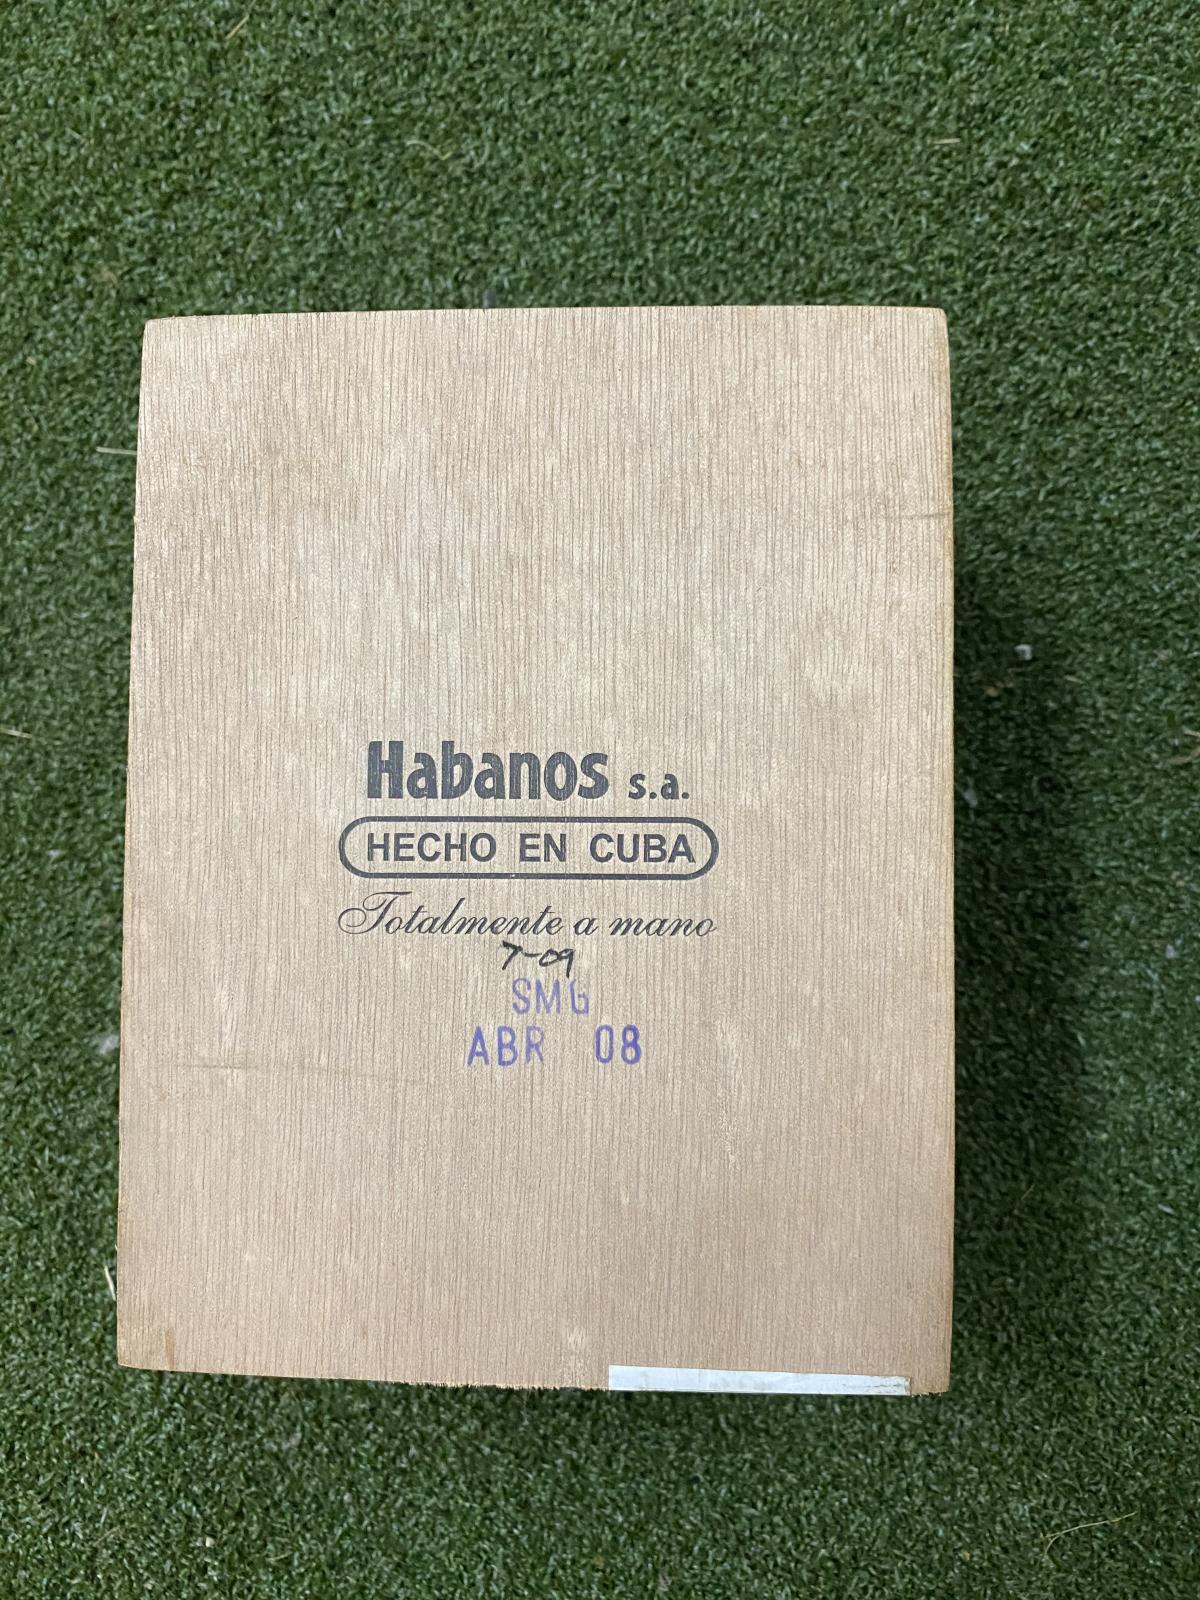 Habanos s.a.
HECHO EN CUBA
Totalmente a mano
7-09
SMG
ABR 08